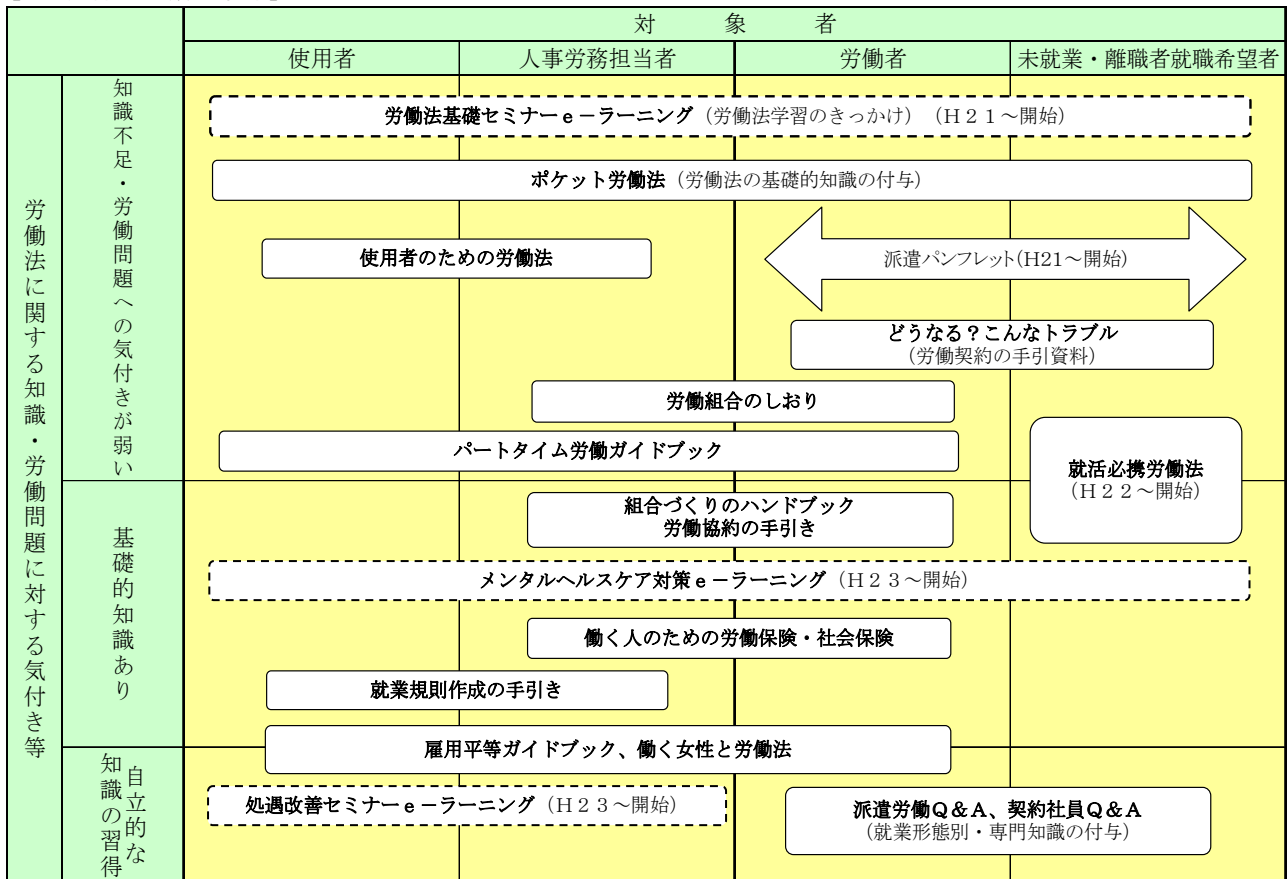 対　象　者
使用者
人事労務担当者
労働者
未就業・離職者就職希望者
労働法に関する知識・労働問題に対する気付き等
知識不足・労働問題への気付きが弱い
労働法基礎セミナーｅ－ラーニング（労働法学習のきっかけ）（Ｈ２１～開始）
ポケット労働法（労働法の基礎的知識の付与）
使用者のための労働法
派遣パンフレット(H21～開始)
どうなる？こんなトラブル
（労働契約の手引資料）
労働組合のしおり
パートタイム労働ガイドブック
就活必携労働法
（Ｈ２２～開始）
基礎的知識あり
組合づくりのハンドブック
労働協約の手引き
メンタルヘルスケア対策ｅ－ラーニング（Ｈ２３～開始）
働く人のための労働保険・社会保険
就業規則作成の手引き
雇用平等ガイドブック、働く女性と労働法
自立的な
知識の習得
処遇改善セミナーｅ－ラーニング（Ｈ２３～開始）
派遣労働Ｑ＆Ａ、契約社員Ｑ＆Ａ
（就業形態別・専門知識の付与）